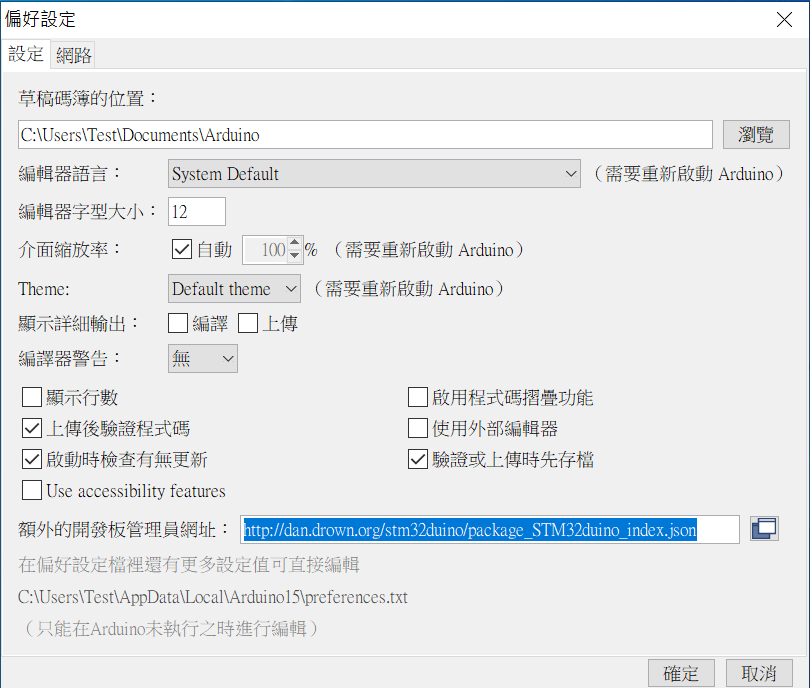 偏好設定
設定 網路
草稿碼簿的位置：
C:\Users\Test\Documents\Arduino 瀏覽
編輯器語言： System Default （需要重新啟動 Arduino）
編輯器字型大小： 12
介面縮放率： 自動 100 % （需要重新啟動 Arduino）
Theme: Default theme （需要重新啟動 Arduino）
顯示詳細輸出： 編譯 上傳
編譯器警告： 無
顯示行數 啟用程式碼摺疊功能
上傳後驗證程式碼 使用外部編輯器
啟動時檢查有無更新 驗證或上傳時先存檔
Use accessibility features
額外的開發板管理員網址： http://dan.drown.org/stm32duino/package_STM32duino_index.json
在偏好設定檔裡還有更多設定值可直接編輯
C:\Users\Test\AppData\Local\Arduino15\preferences.txt
（只能在Arduino未執行之時進行編輯）
確定 取消